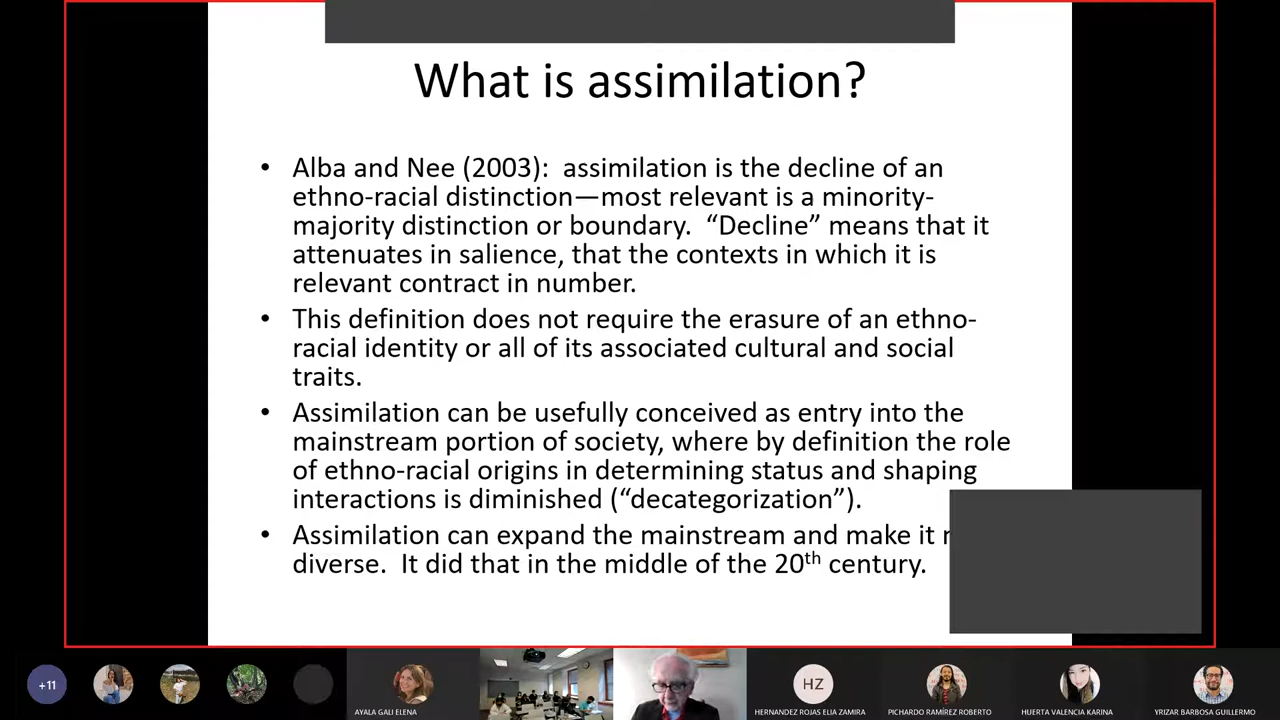 What is assimilation?
• Alba and Nee (2003):  assimilation is the decline of an
ethno-racial distinction—most relevant is a minority-
majority distinction or boundary.  “Decline” means that it
attenuates in salience, that the contexts in which it is
relevant contract in number.
• This definition does not require the erasure of an ethno-
racial identity or all of its associated cultural and social
traits.
• Assimilation can be usefully conceived as entry into the
mainstream portion of society, where by definition the role
of ethno-racial origins in determining status and shaping
interactions is diminished (“decategorization”).
• Assimilation can expand the mainstream and make it
diverse.  It did that in the middle of the 20th century.
+11
HZ
AYALA GALI ELENA
HERNANDEZ ROJAS ELIA ZAMIRA
PICHARDO RAMÍREZ ROBERTO
HUERTA VALENCIA KARINA
YRIZAR BARBOSA GUILLERMO